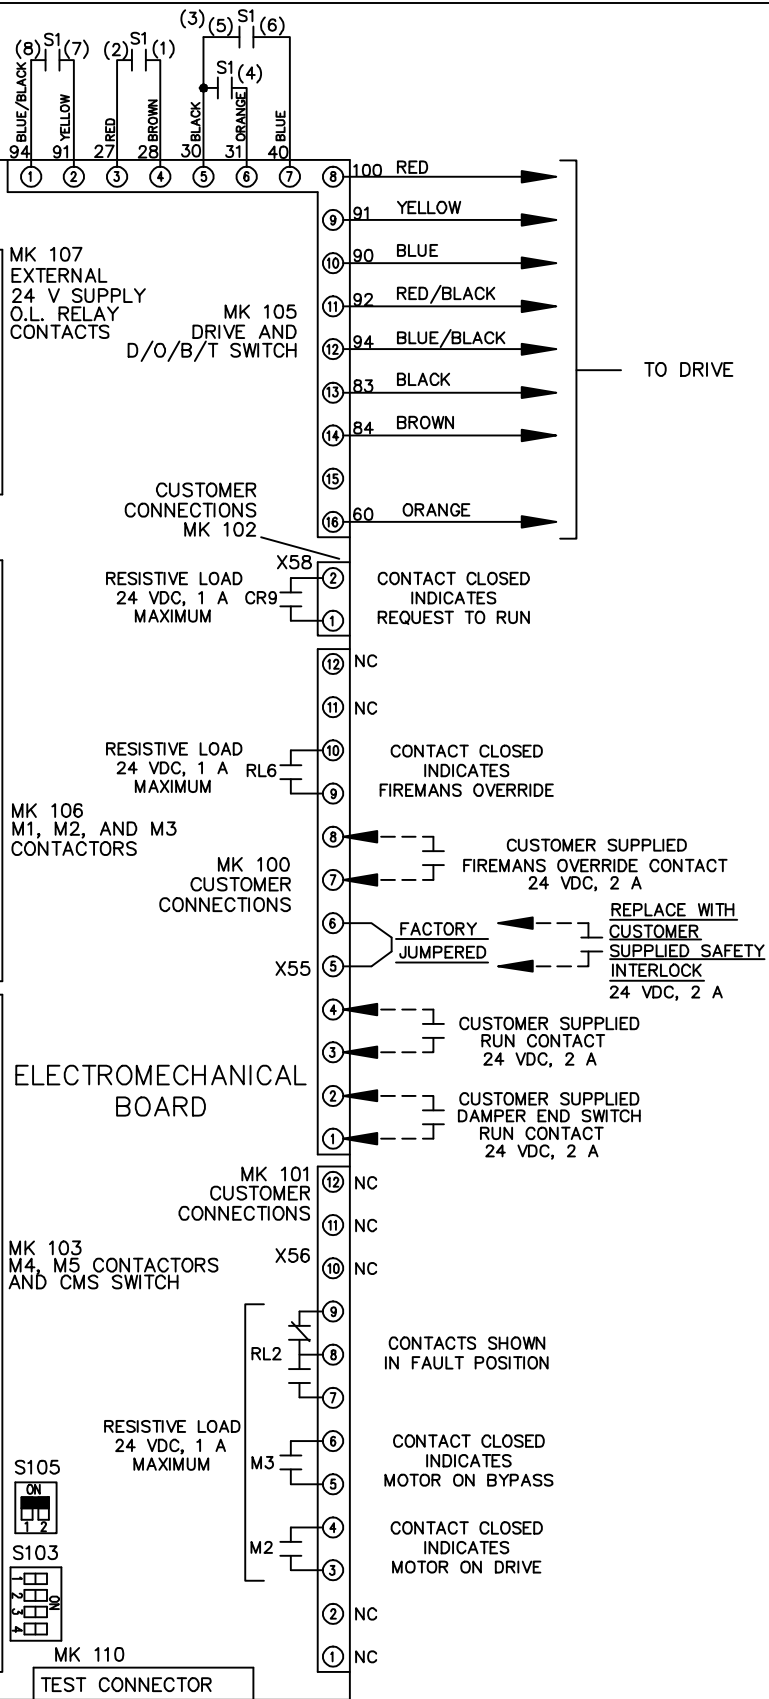 (3) (5) S1 (6)
(8) S1 (7) (2) S1 (1)
S1 (4)
BLUE/BLACK YELLOW RED BROWN BLACK ORANGE BLUE
94 91 27 28 30 31 40
1 2 3 4 5 6 7 8 100 RED
9 91 YELLOW
10 90 BLUE
11 92 RED/BLACK
12 94 BLUE/BLACK
13 83 BLACK
14 84 BROWN
15
16 60 ORANGE
TO DRIVE
MK 107
EXTERNAL
24 V SUPPLY
O.L. RELAY
CONTACTS
MK 105
DRIVE AND
D/O/B/T SWITCH
CUSTOMER
CONNECTIONS
MK 102
X58
2
1
RESISTIVE LOAD
24 VDC, 1 A
MAXIMUM
CR9
CONTACT CLOSED
INDICATES
REQUEST TO RUN
12 NC
11 NC
10
9
RESISTIVE LOAD
24 VDC, 1 A
MAXIMUM
RL6
CONTACT CLOSED
INDICATES
FIREMANS OVERRIDE
MK 106
M1, M2, AND M3
CONTACTORS
8
7
CUSTOMER SUPPLIED
FIREMANS OVERRIDE CONTACT
24 VDC, 2 A
MK 100
CUSTOMER
CONNECTIONS
6
5
X55
FACTORY
JUMPERED
REPLACE WITH
CUSTOMER
SUPPLIED SAFETY
INTERLOCK
24 VDC, 2 A
4
3
CUSTOMER SUPPLIED
RUN CONTACT
24 VDC, 2 A
ELECTROMECHANICAL
BOARD
2
1
CUSTOMER SUPPLIED
DAMPER END SWITCH
RUN CONTACT
24 VDC, 2 A
MK 101
CUSTOMER
CONNECTIONS
12 NC
11 NC
X56
10 NC
MK 103
M4, M5 CONTACTORS
AND CMS SWITCH
9
RL2
8
7
CONTACTS SHOWN
IN FAULT POSITION
RESISTIVE LOAD
24 VDC, 1 A
MAXIMUM
M3
6
5
CONTACT CLOSED
INDICATES
MOTOR ON BYPASS
M2
4
3
CONTACT CLOSED
INDICATES
MOTOR ON DRIVE
2 NC
1 NC
S105
ON
1 2
S103
1
2
3
4
ON
MK 110
TEST CONNECTOR